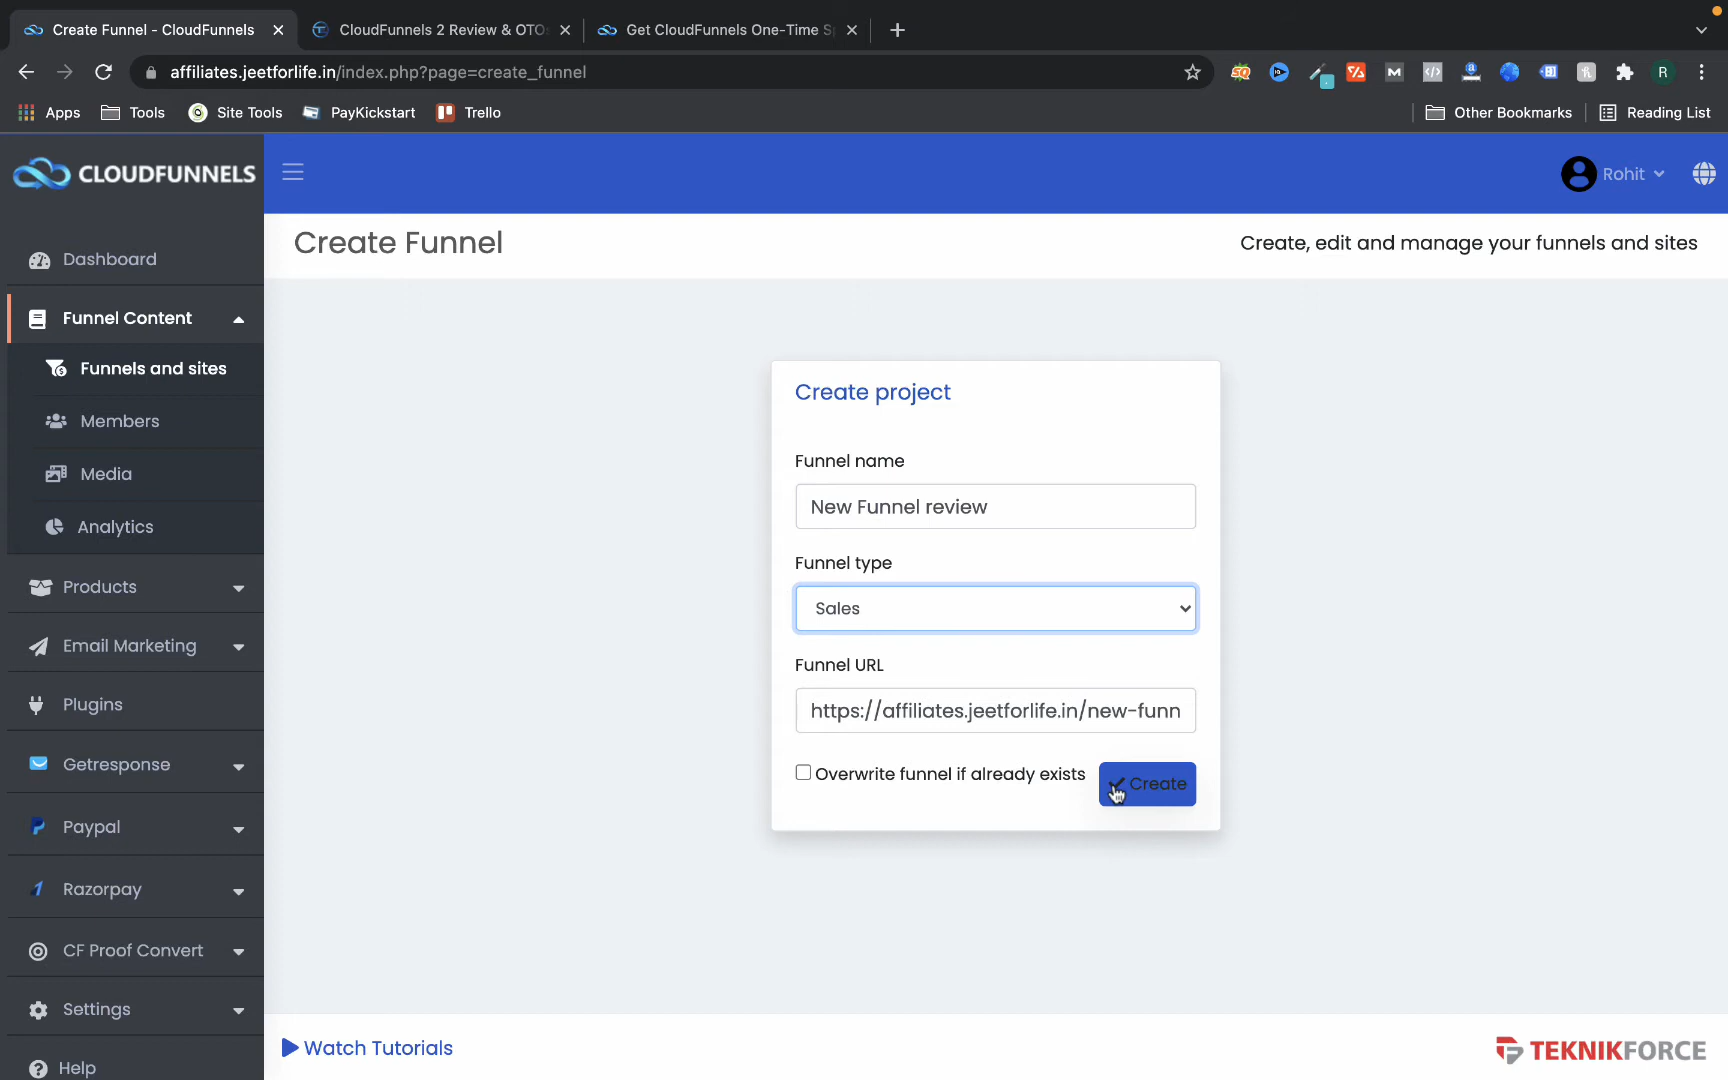 Create Funnel - CloudFunnels
CloudFunnels 2 Review & OTO
Get CloudFunnels One-Time S
affiliates.jeetforlife.in/index.php?page=create_funnel
R
Apps
Tools
Site Tools
PayKickstart
Trello
Other Bookmarks
Reading List
CLOUDFUNNELS
Rohit
Create Funnel
Create, edit and manage your funnels and sites
Dashboard
Funnel Content
Funnels and sites
Members
Media
Analytics
Products
Email Marketing
Plugins
Getresponse
Paypal
Razorpay
CF Proof Convert
Settings
Help
Create project
Funnel name
New Funnel review
Funnel type
Sales
Funnel URL
https://affiliates.jeetforlife.in/new-funn
Overwrite funnel if already exists
Create
Watch Tutorials
TEKNIKFORCE